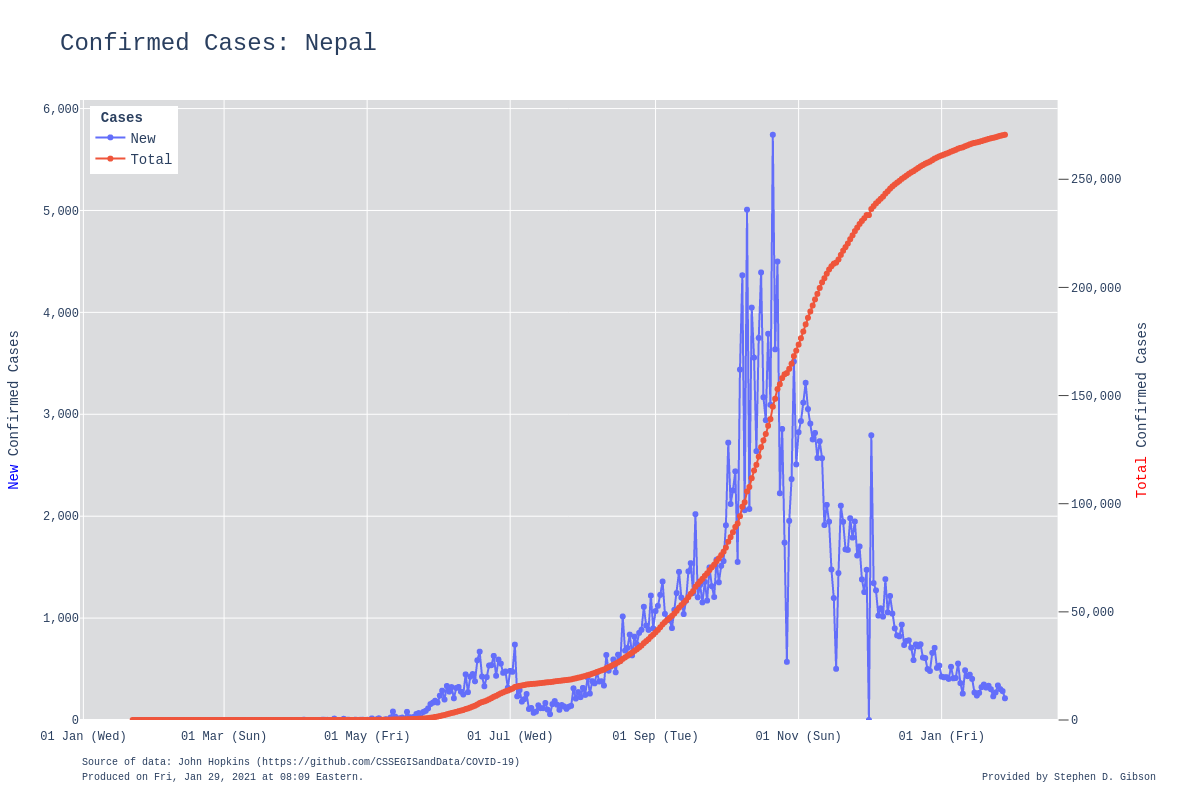 Confirmed Cases: Nepal
Cases
New
Total
6,000
5,000
4,000
3,000
2,000
1,000
0
New Confirmed Cases
250,000
200,000
150,000
100,000
50,000
0
Total Confirmed Cases
01 Jan (Wed)
01 Mar (Sun)
01 May (Fri)
01 Jul (Wed)
01 Sep (Tue)
01 Nov (Sun)
01 Jan (Fri)
Source of data: John Hopkins (https://github.com/CSSEGISandData/COVID-19)
Produced on Fri, Jan 29, 2021 at 08:09 Eastern.
Provided by Stephen D. Gibson